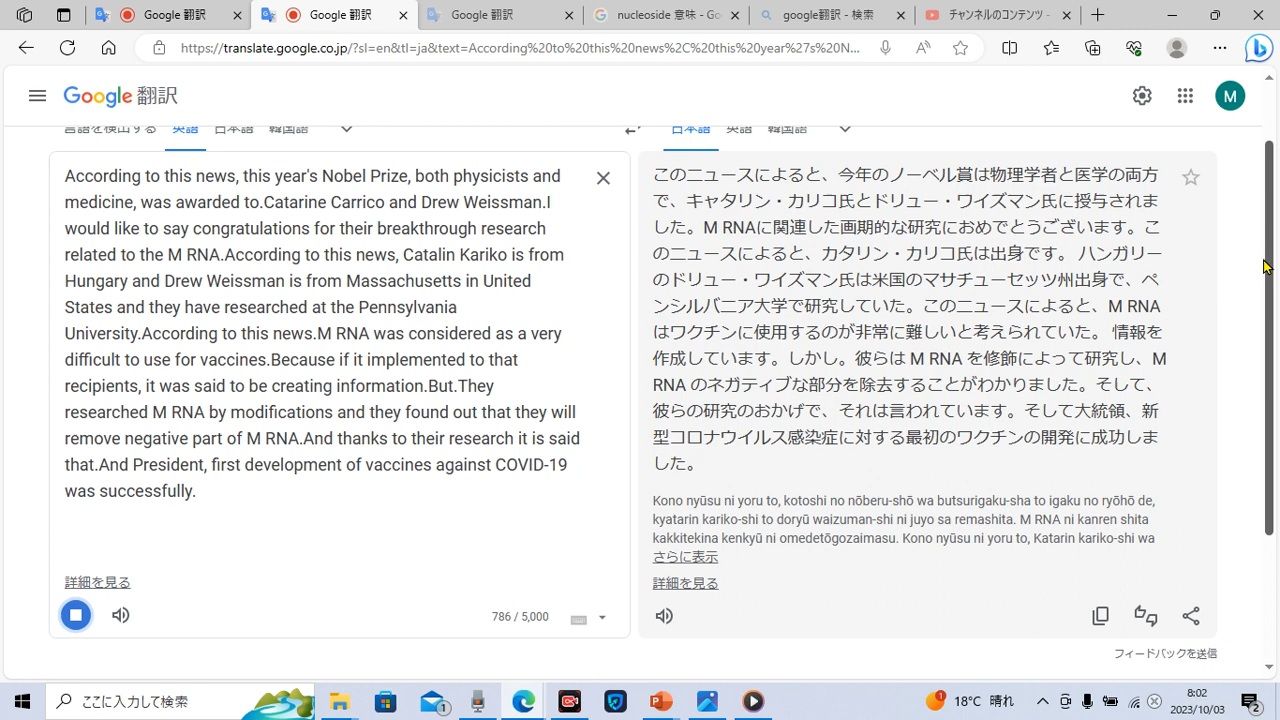 Google 翻訳
Google 翻訳
Google 翻訳
nucleoside 意味 - Go
google翻訳 - 検索
チャンネルのコンテンツ -
https://translate.google.co.jp/?sl=en&tl=ja&text=According%20to%20this%20news%2C%20this%20year%27s%20N...
Google 翻訳
M
言語を検出する 英語 日本語 韓国語
日本語 英語 韓国語
According to this news, this year's Nobel Prize, both physicists and
medicine, was awarded to.Catarine Carrico and Drew Weissman.I
would like to say congratulations for their breakthrough research
related to the M RNA.According to this news, Catalin Kariko is from
Hungary and Drew Weissman is from Massachusetts in United
States and they have researched at the Pennsylvania
University.According to this news.M RNA was considered as a very
difficult to use for vaccines.Because if it implemented to that
recipients, it was said to be creating information.But.They
researched M RNA by modifications and they found out that they will
remove negative part of M RNA.And thanks to their research it is said
that.And President, first development of vaccines against COVID-19
was successfully.
詳細を見る
786 / 5,000
このニュースによると、今年のノーベル賞は物理学者と医学の両方
で、キャタリン・カリコ氏とドリュー・ワイズマン氏に授与されま
した。M RNAに関連した画期的な研究におめでとうございます。こ
のニュースによると、カタリン・カリコ氏は出身です。 ハンガリー
のドリュー・ワイズマン氏は米国のマサチューセッツ州出身で、ペ
ンシルバニア大学で研究していた。このニュースによると、M RNA
はワクチンに使用するのが非常に難しいと考えられていた。 情報を
作成しています。しかし。彼らは M RNA を修飾によって研究し、M
RNA のネガティブな部分を除去することがわかりました。そして、
彼らの研究のおかげで、それは言われています。そして大統領、新
型コロナウイルス感染症に対する最初のワクチンの開発に成功しま
した。
Kono nyūsu ni yoru to, kotoshi no nōberu-shō wa butsurigaku-sha to igaku no ryōhō de,
kyatarin kariko-shi to doryū waizuman-shi ni juyo sa remashita. M RNA ni kanren shita
kakkitekina kenkyū ni omedetōgozaimasu. Kono nyūsu ni yoru to, Katarin kariko-shi wa
さらに表示
詳細を見る
フィードバックを送信
ここに入力して検索
1
1
18°C 晴れ
8:02
2023/10/03
2